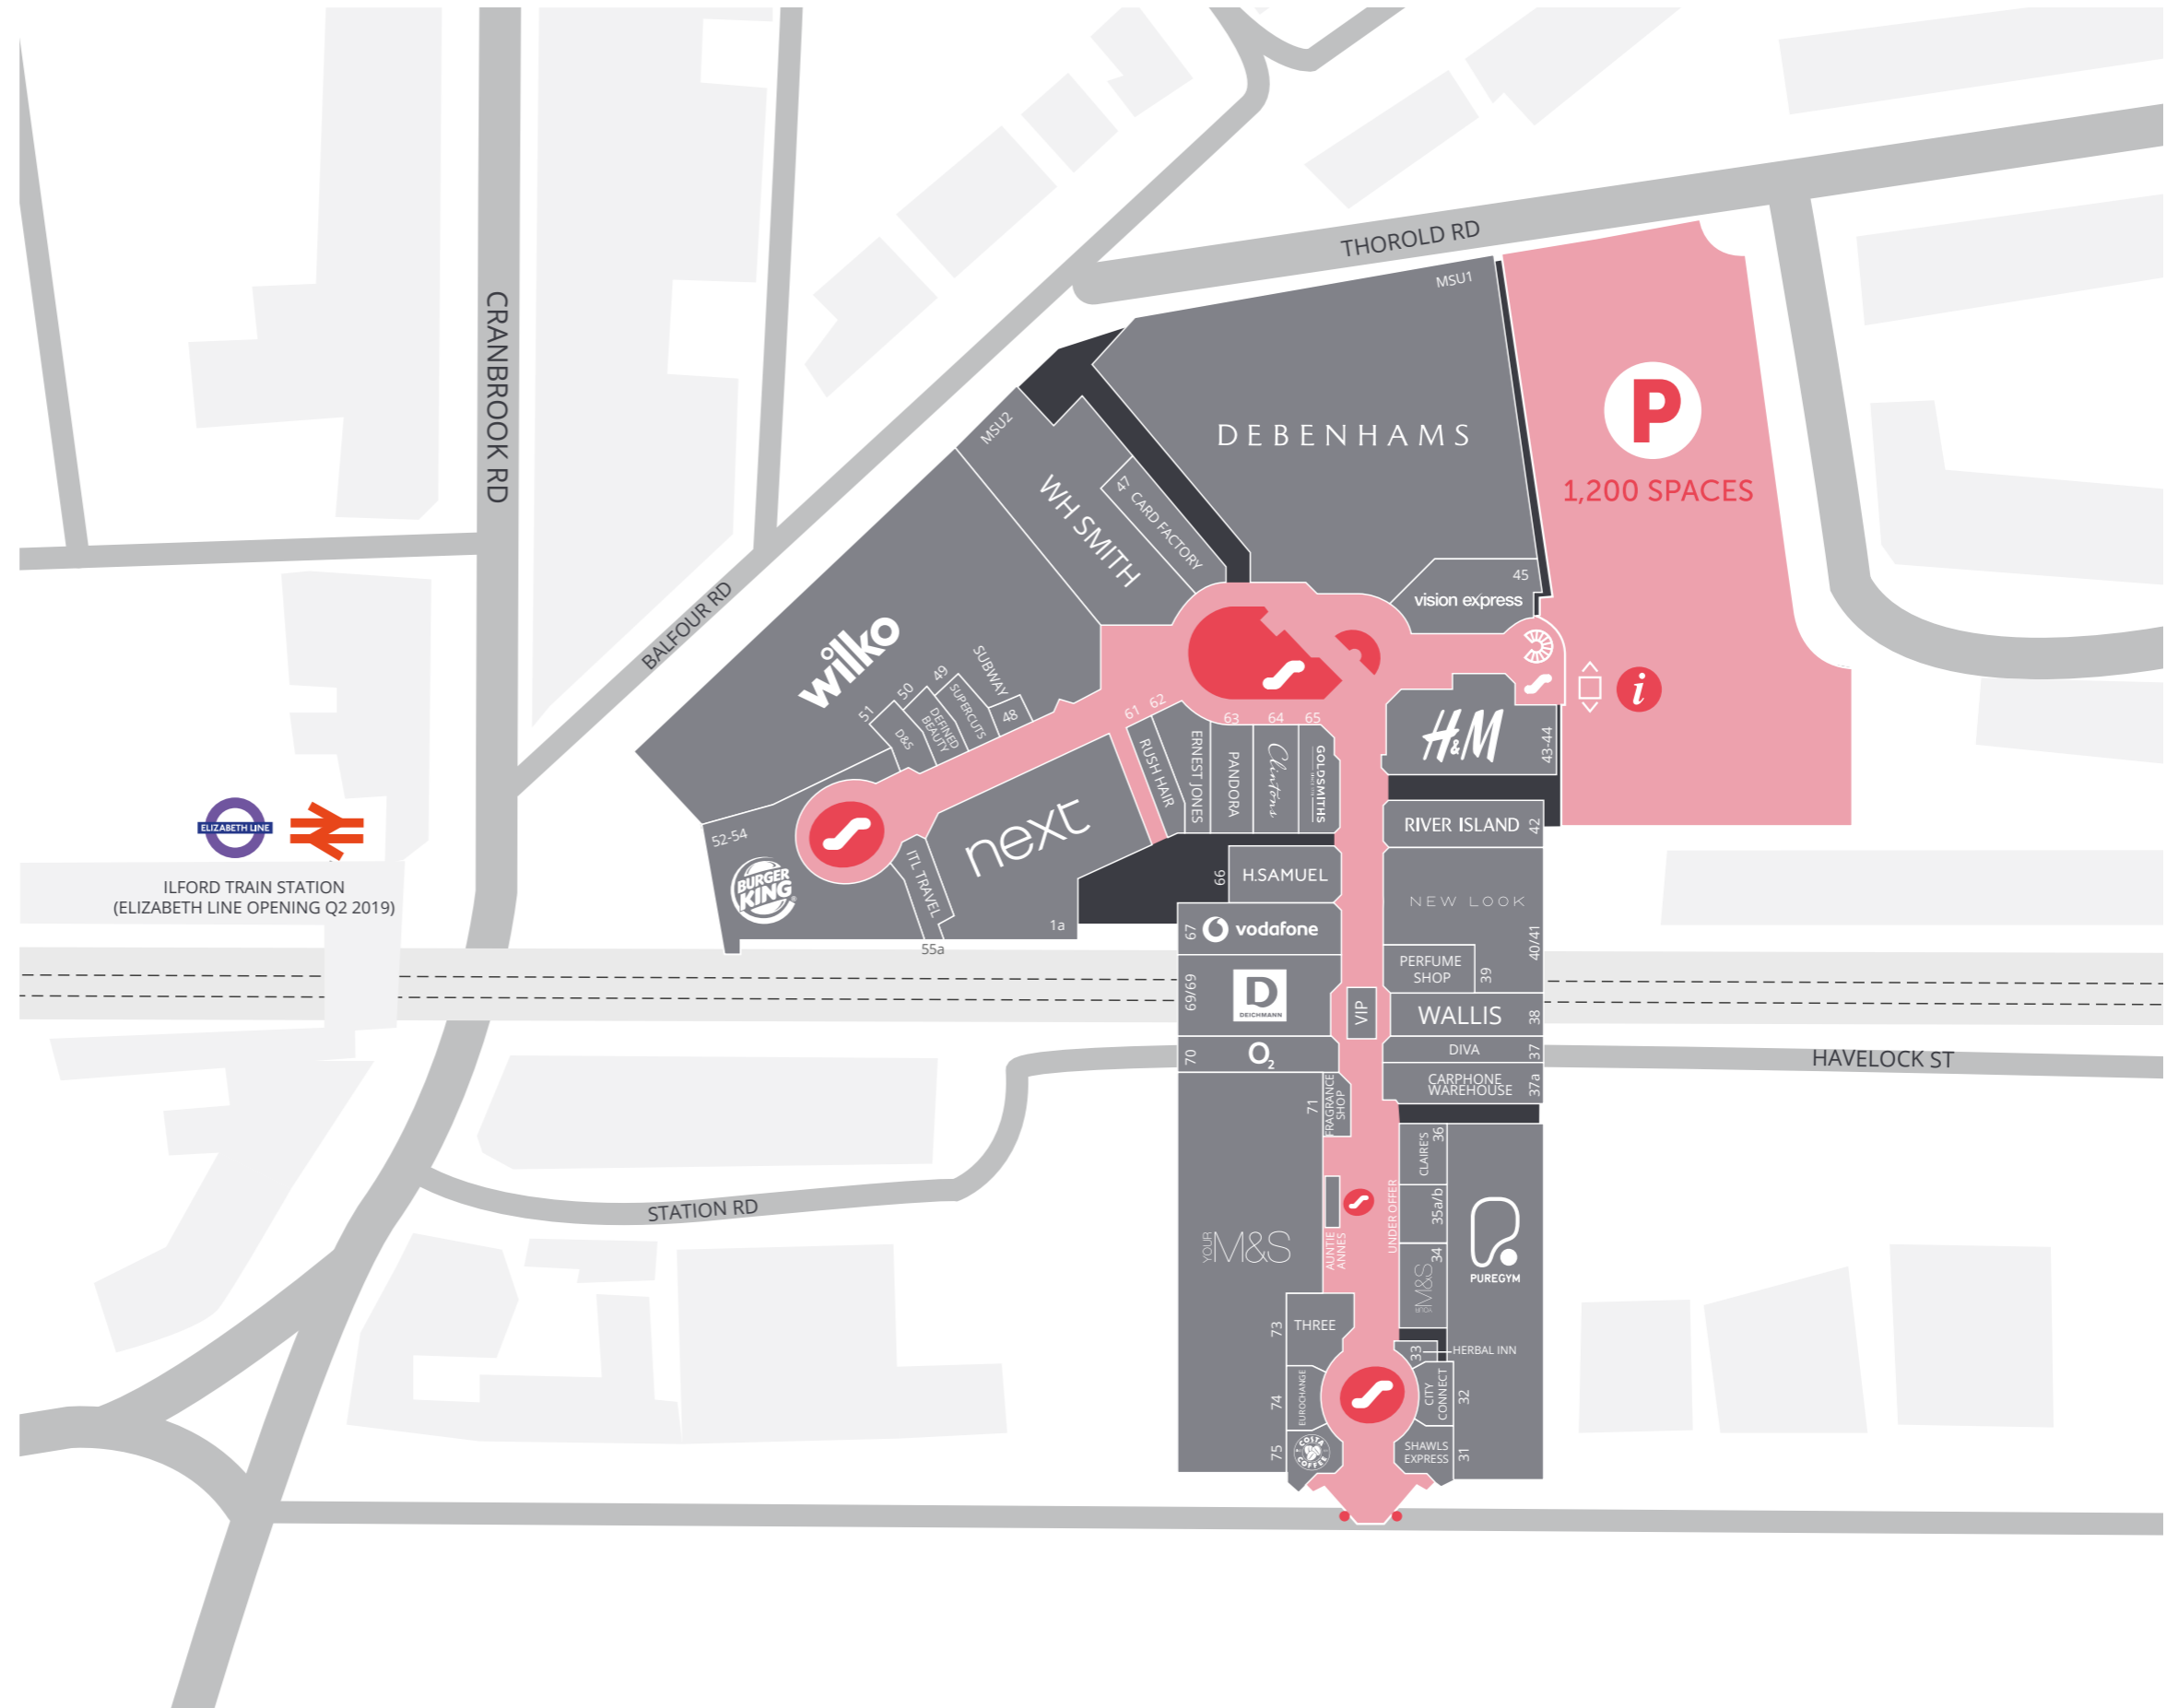 THOROLD RD
MSU1
CRANBROOK RD
P
1,200 SPACES
DEBENHAMS
MSU2
WH SMITH
47
CARD FACTORY
45
vision express
BALFOUR RD
wilko
SUBWAY
48
49
SUPERCUTS
50
DEFINED
BEAUTY
51
D&S
61
62
63
64
65
RUSH HAIR
ERNEST JONES
PANDORA
Clintons
GOLDSMITHS
i
H&M
43-44
RIVER ISLAND
42
52-54
BURGER
KING
ITL TRAVEL
next
1a
55a
ELIZABETH LINE
ILFORD TRAIN STATION
(ELIZABETH LINE OPENING Q2 2019)
66
H.SAMUEL
NEW LOOK
40/41
67
vodafone
PERFUME
SHOP
39
69/69
D
DEICHMANN
VIP
WALLIS
38
70
O2
DIVA
37
HAVELOCK ST
CARPHONE
WAREHOUSE
37a
71
FRAGRANCE
SHOP
36
CLAIRE'S
STATION RD
35a/b
UNDER OFFER
YOUR
M&S
AUNTIE
ANNES
34
M&S
PUREGYM
73
THREE
33
HERBAL INN
74
EUROCHANGE
CITY
CONNECT
32
75
COSTA
COFFEE
SHAWLS
EXPRESS
31